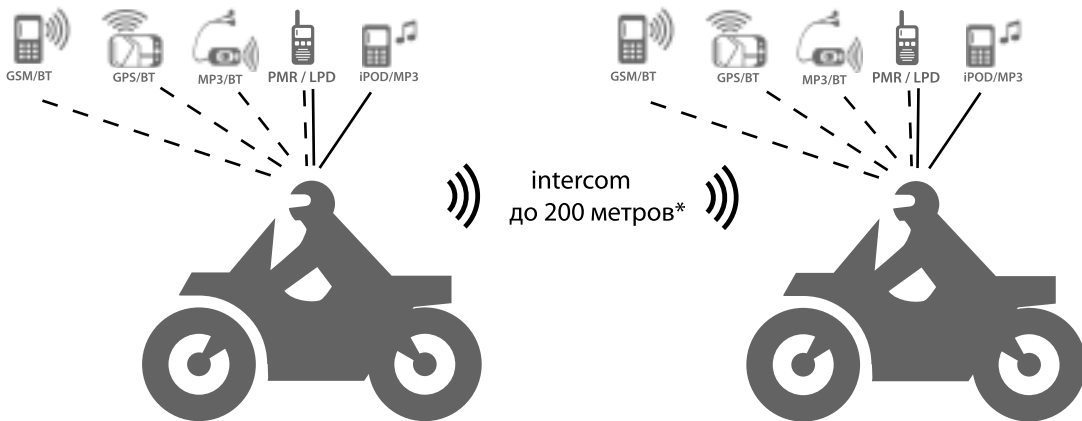 GSM/BT GPS/BT MP3/BT PMR / LPD iPOD/MP3
GSM/BT GPS/BT MP3/BT PMR / LPD iPOD/MP3
intercom
до 200 метров*